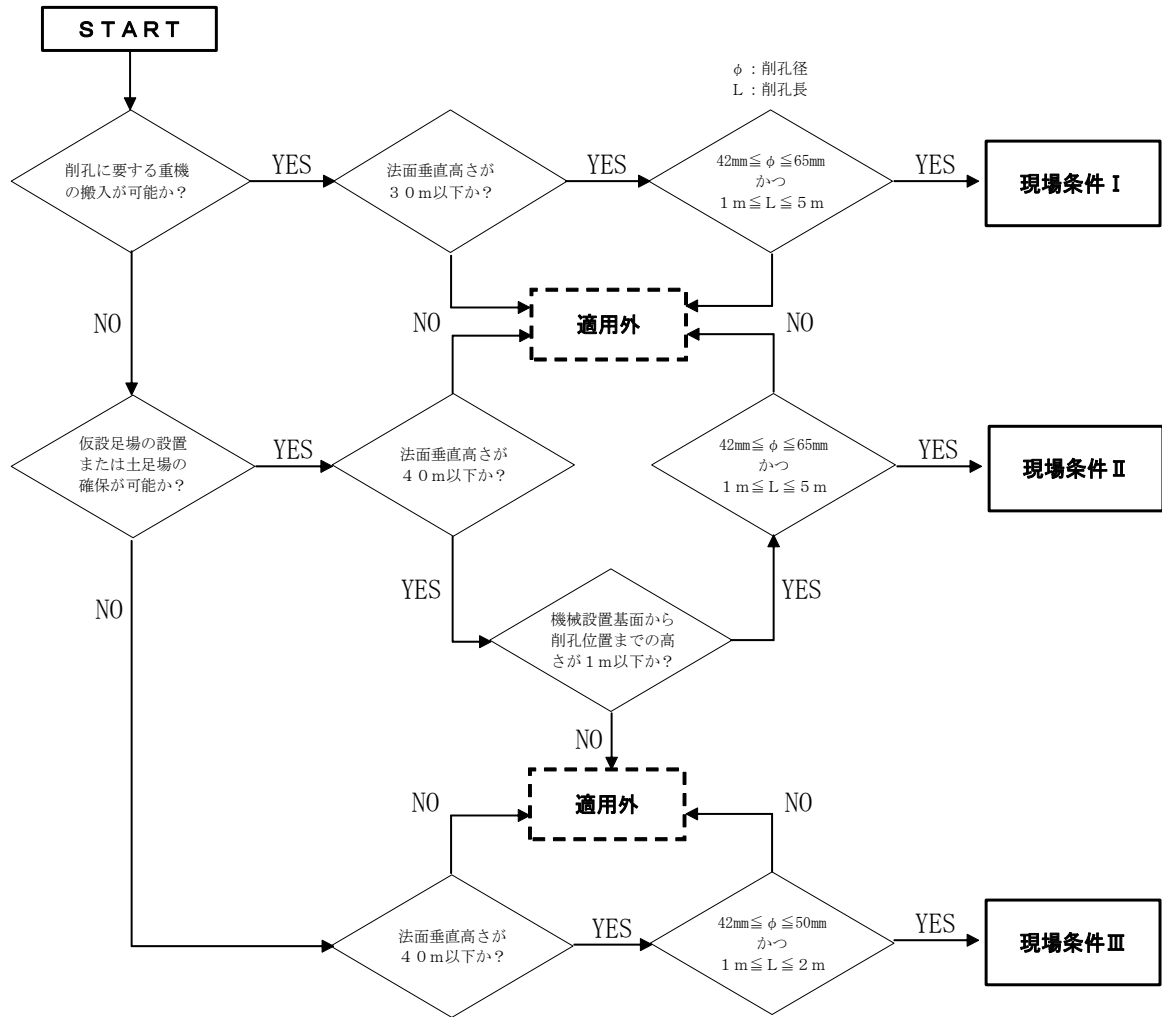 ＳＴＡＲＴ
φ：削孔径
Ｌ：削孔長
削孔に要する重機
の搬入が可能か？
YES
法面垂直高さが
３０ｍ以下か？
YES
42㎜≦φ≦65㎜
かつ
１ｍ≦Ｌ≦５ｍ
YES
現場条件Ⅰ
NO
NO
適用外
NO
仮設足場の設置
または土足場の
確保が可能か？
YES
法面垂直高さが
４０ｍ以下か？
42㎜≦φ≦65㎜
かつ
１ｍ≦Ｌ≦５ｍ
YES
現場条件Ⅱ
NO
YES
機械設置基面から
削孔位置までの高
さが１ｍ以下か？
YES
NO
NO
適用外
NO
法面垂直高さが
４０ｍ以下か？
YES
42㎜≦φ≦50㎜
かつ
１ｍ≦Ｌ≦２ｍ
YES
現場条件Ⅲ